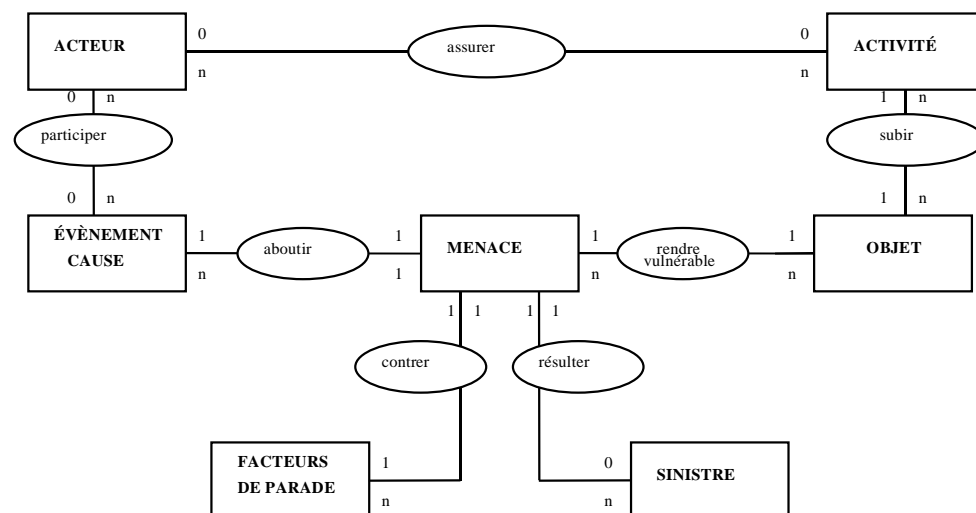 ACTEUR
0
n
assurer
0
n
ACTIVITÉ
0 n
participer
0 n
1 n
subir
1 n
ÉVÈNEMENT
CAUSE
1
n
aboutir
1
1
MENACE
1
n
rendre
vulnérable
1
n
OBJET
1 1
contrer
1 1
résulter
FACTEURS
DE PARADE
1
n
0
n
SINISTRE